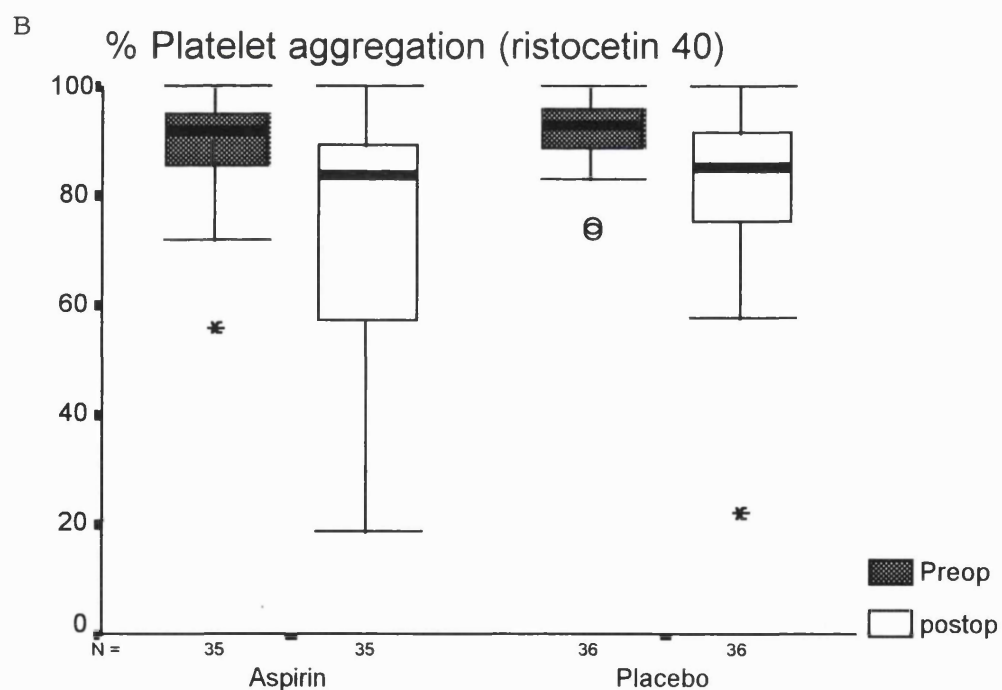 B
% Platelet aggregation (ristocetin 40)
100
80
60
40
20
0
N = 35 35 36 36
Aspirin Placebo
Preop
postop